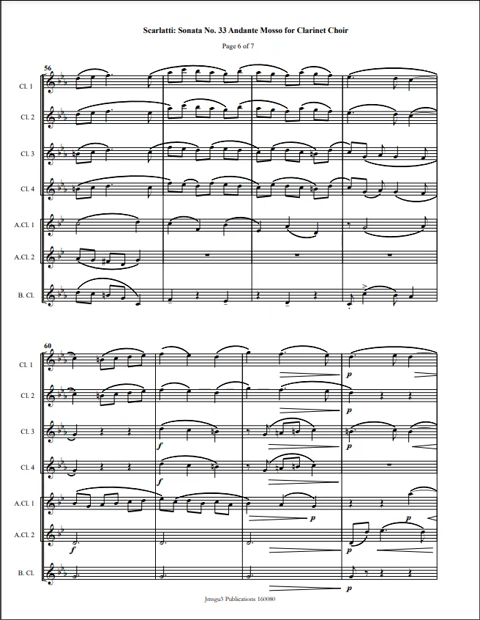 Scarlatti: Sonata No. 33 Andante Mosso for Clarinet Choir
Page 6 of 7
56
Cl. 1
Cl. 2
Cl. 3
Cl. 4
A.Cl. 1
A.Cl. 2
B. Cl.
60
Cl. 1
p
Cl. 2
p
Cl. 3
f
p
Cl. 4
f
A.Cl. 1
p
p
A.Cl. 2
f
p
B. Cl.
p
Jmsgu3 Publications 160080